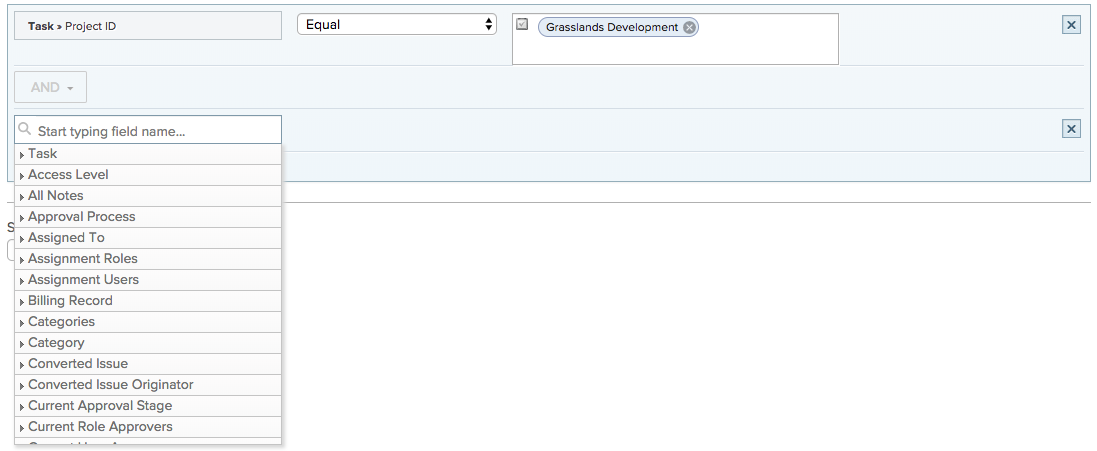 Task » Project ID
Equal
Grasslands Development
AND
Start typing field name...
Task
Access Level
All Notes
Approval Process
Assigned To
Assignment Roles
Assignment Users
Billing Record
Categories
Category
Converted Issue
Converted Issue Originator
Current Approval Stage
Current Role Approvers